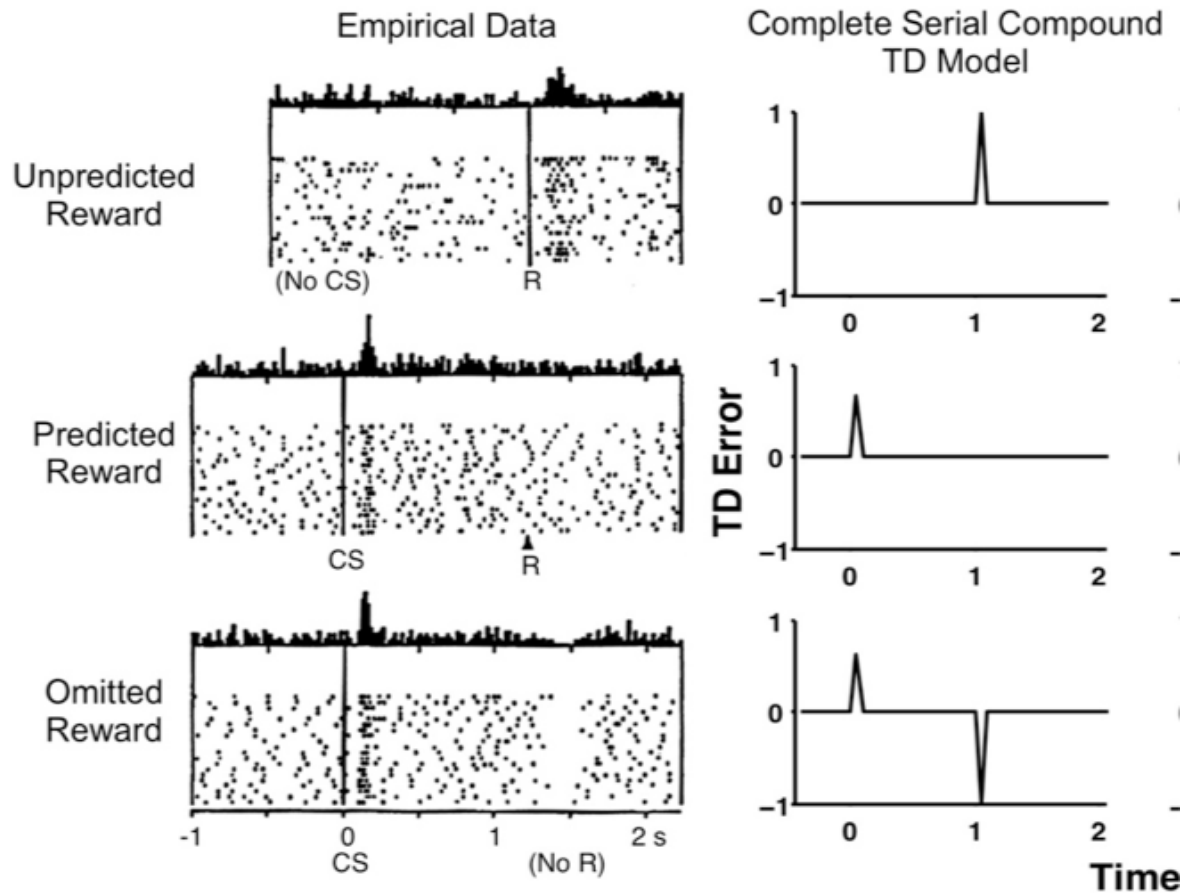 Empirical Data
Complete Serial Compound
TD Model
Unpredicted
Reward
(No CS)
R
1
0
−1
0
1
2
Predicted
Reward
CS
R
TD Error
1
0
−1
0
1
2
Omitted
Reward
-1
0
1
2 s
CS
(No R)
1
0
−1
0
1
2
Time